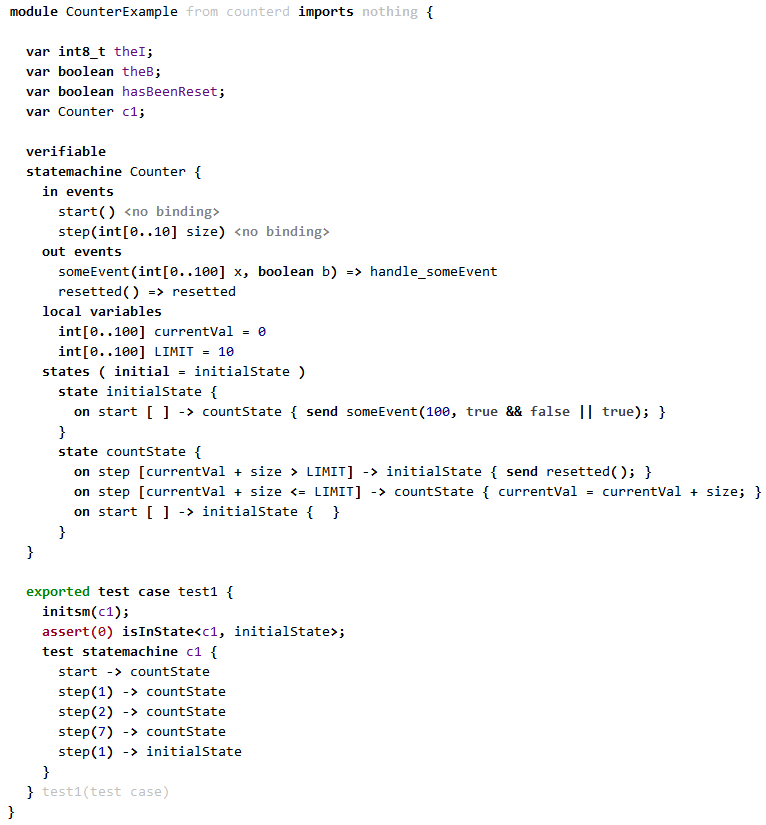 module CounterExample from counterd imports nothing {
var int8_t theI;
var boolean theB;
var boolean hasBeenReset;
var Counter c1;
verifiable
statemachine Counter {
in events
start() <no binding>
step(int[0..10] size) <no binding>
out events
someEvent(int[0..100] x, boolean b) => handle_someEvent
resetted() => resetted
local variables
int[0..100] currentVal = 0
int[0..100] LIMIT = 10
states ( initial = initialState )
state initialState {
on start [ ] -> countState { send someEvent(100, true && false || true); }
}
state countState {
on step [currentVal + size > LIMIT] -> initialState { send resetted(); }
on step [currentVal + size <= LIMIT] -> countState { currentVal = currentVal + size; }
on start [ ] -> initialState {  }
}
}
exported test case test1 {
initsm(c1);
assert(0) isInState<c1, initialState>;
test statemachine c1 {
start -> countState
step(1) -> countState
step(2) -> countState
step(7) -> countState
step(1) -> initialState
}
} test1(test case)
}